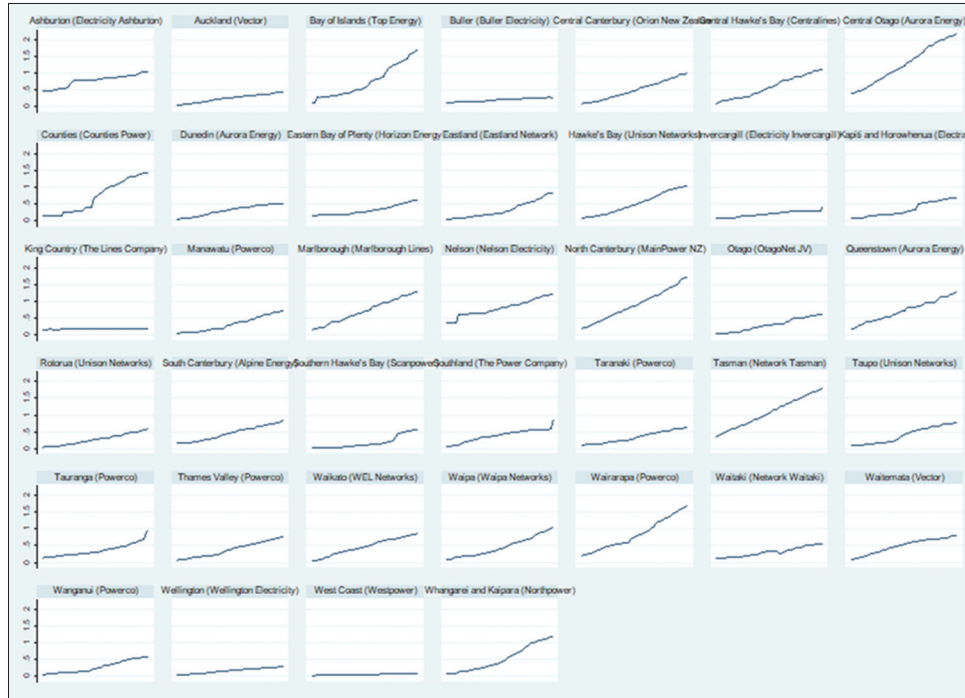 Ashburton (Electricity Ashburton)
Auckland (Vector)
Bay of Islands (Top Energy)
Buller (Buller Electricity)
Central Canterbury (Orion New Zealan
Central Hawke's Bay (Centralines)
Central Otago (Aurora Energy)
0 .5 1 1.5 2
Counties (Counties Power)
Dunedin (Aurora Energy)
Eastern Bay of Plenty (Horizon Energy
Eastland (Eastland Network)
Hawke's Bay (Unison Networks)
Invercargill (Electricity Invercargill)
Kapiti and Horowhenua (Electra
0 .5 1 1.5 2
King Country (The Lines Company)
Manawatu (Powerco)
Marlborough (Marlborough Lines)
Nelson (Nelson Electricity)
North Canterbury (MainPower NZ)
Otago (OtagoNet JV)
Queenstown (Aurora Energy)
0 .5 1 1.5 2
Rotorua (Unison Networks)
South Canterbury (Alpine Energy)
Southern Hawke's Bay (Scanpower)
Southland (The Power Company)
Taranaki (Powerco)
Tasman (Network Tasman)
Taupo (Unison Networks)
0 .5 1 1.5 2
Tauranga (Powerco)
Thames Valley (Powerco)
Waikato (WEL Networks)
Waipa (Waipa Networks)
Wairarapa (Powerco)
Waitaki (Network Waitaki)
Waitemata (Vector)
0 .5 1 1.5 2
Wanganui (Powerco)
Wellington (Wellington Electricity)
West Coast (Westpower)
Whangarei and Kaipara (Northpower)
0 .5 1 1.5 2